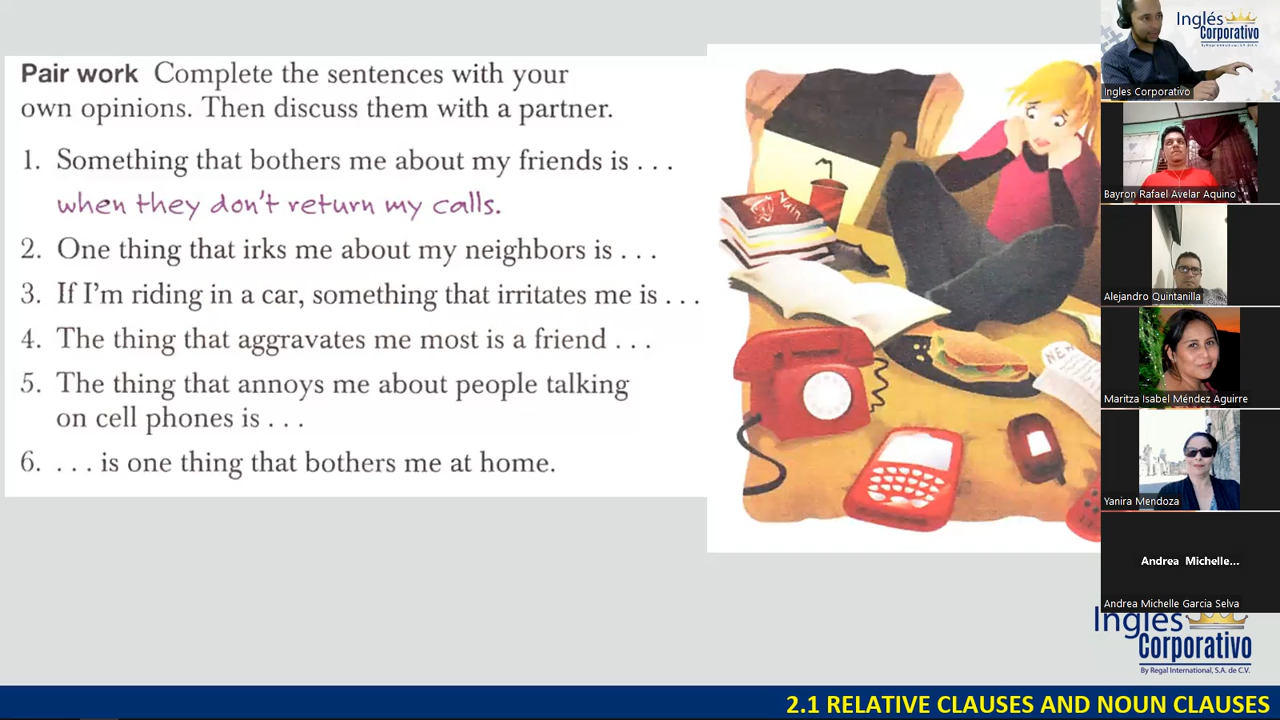 Pair work Complete the sentences with your
own opinions. Then discuss them with a partner.
1. Something that bothers me about my friends is . . .
when they don't return my calls.
2. One thing that irks me about my neighbors is . . .
3. If I'm riding in a car, something that irritates me is . . .
4. The thing that aggravates me most is a friend . . .
5. The thing that annoys me about people talking
on cell phones is . . .
6. . . . is one thing that bothers me at home.
Inglés
Corporativo
Ingles Corporativo
Bayron Rafael Avelar Aquino
Alejandro Quintanilla
Maritza Isabel Méndez Aguirre
Yanira Mendoza
Andrea Michelle...
Andrea Michelle Garcia Selva
Inglés
Corporativo
By Regal International, S.A. de C.V.
2.1 RELATIVE CLAUSES AND NOUN CLAUSES